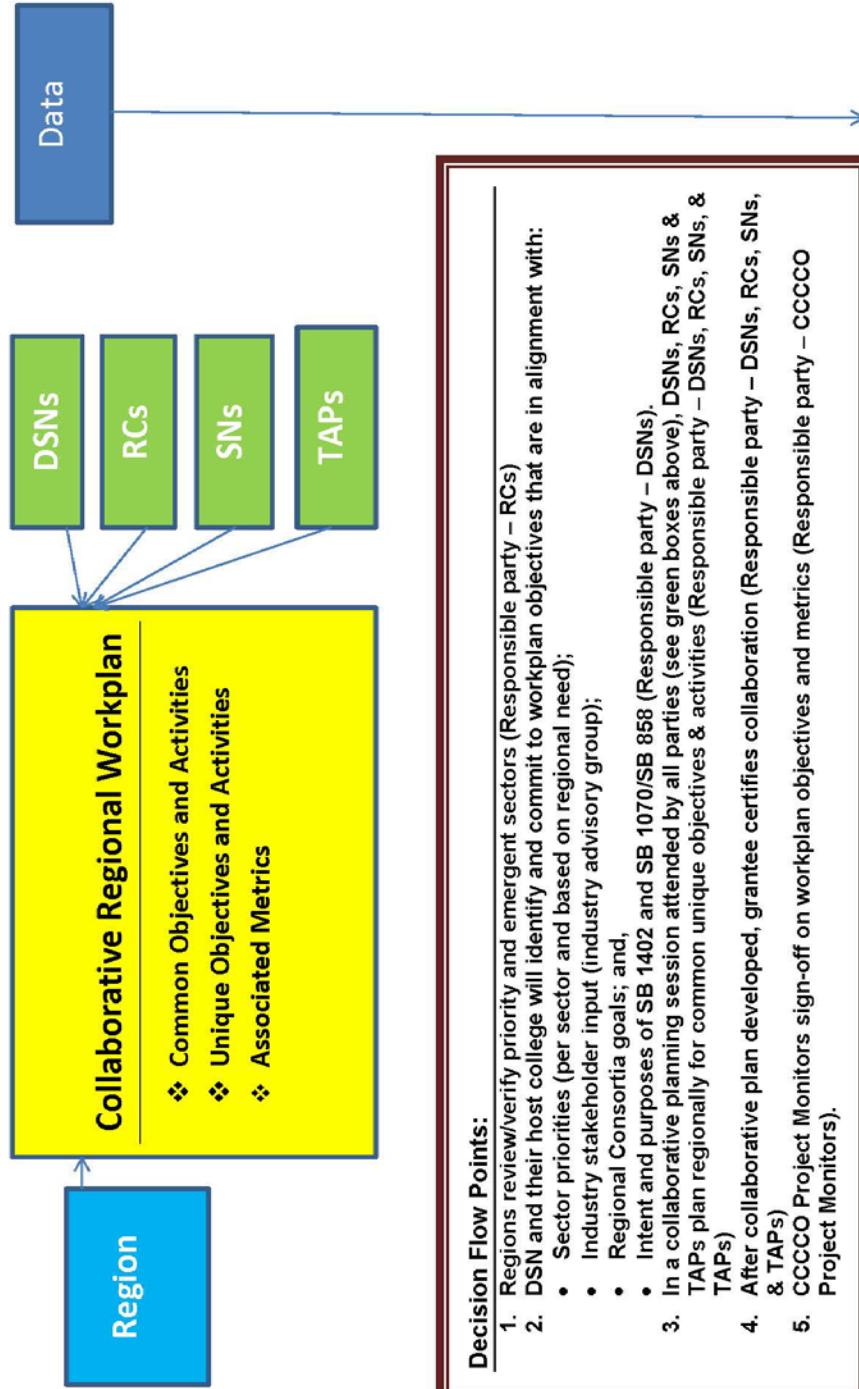 Region
Collaborative Regional Workplan
❖ Common Objectives and Activities
❖ Unique Objectives and Activities
❖ Associated Metrics
DSNs
RCs
SNs
TAPs
Data
Decision Flow Points:
1. Regions review/verify priority and emergent sectors (Responsible party – RCs)
2. DSN and their host college will identify and commit to workplan objectives that are in alignment with:
• Sector priorities (per sector and based on regional need);
• Industry stakeholder input (industry advisory group);
• Regional Consortia goals; and,
• Intent and purposes of SB 1402 and SB 1070/SB 858 (Responsible party – DSNs).
3. In a collaborative planning session attended by all parties (see green boxes above), DSNs, RCs, SNs &
TAPs plan regionally for common unique objectives & activities (Responsible party – DSNs, RCs, SNs, &
TAPs)
4. After collaborative plan developed, grantee certifies collaboration (Responsible party – DSNs, RCs, SNs,
& TAPs)
5. CCCCO Project Monitors sign-off on workplan objectives and metrics (Responsible party – CCCCO
Project Monitors).